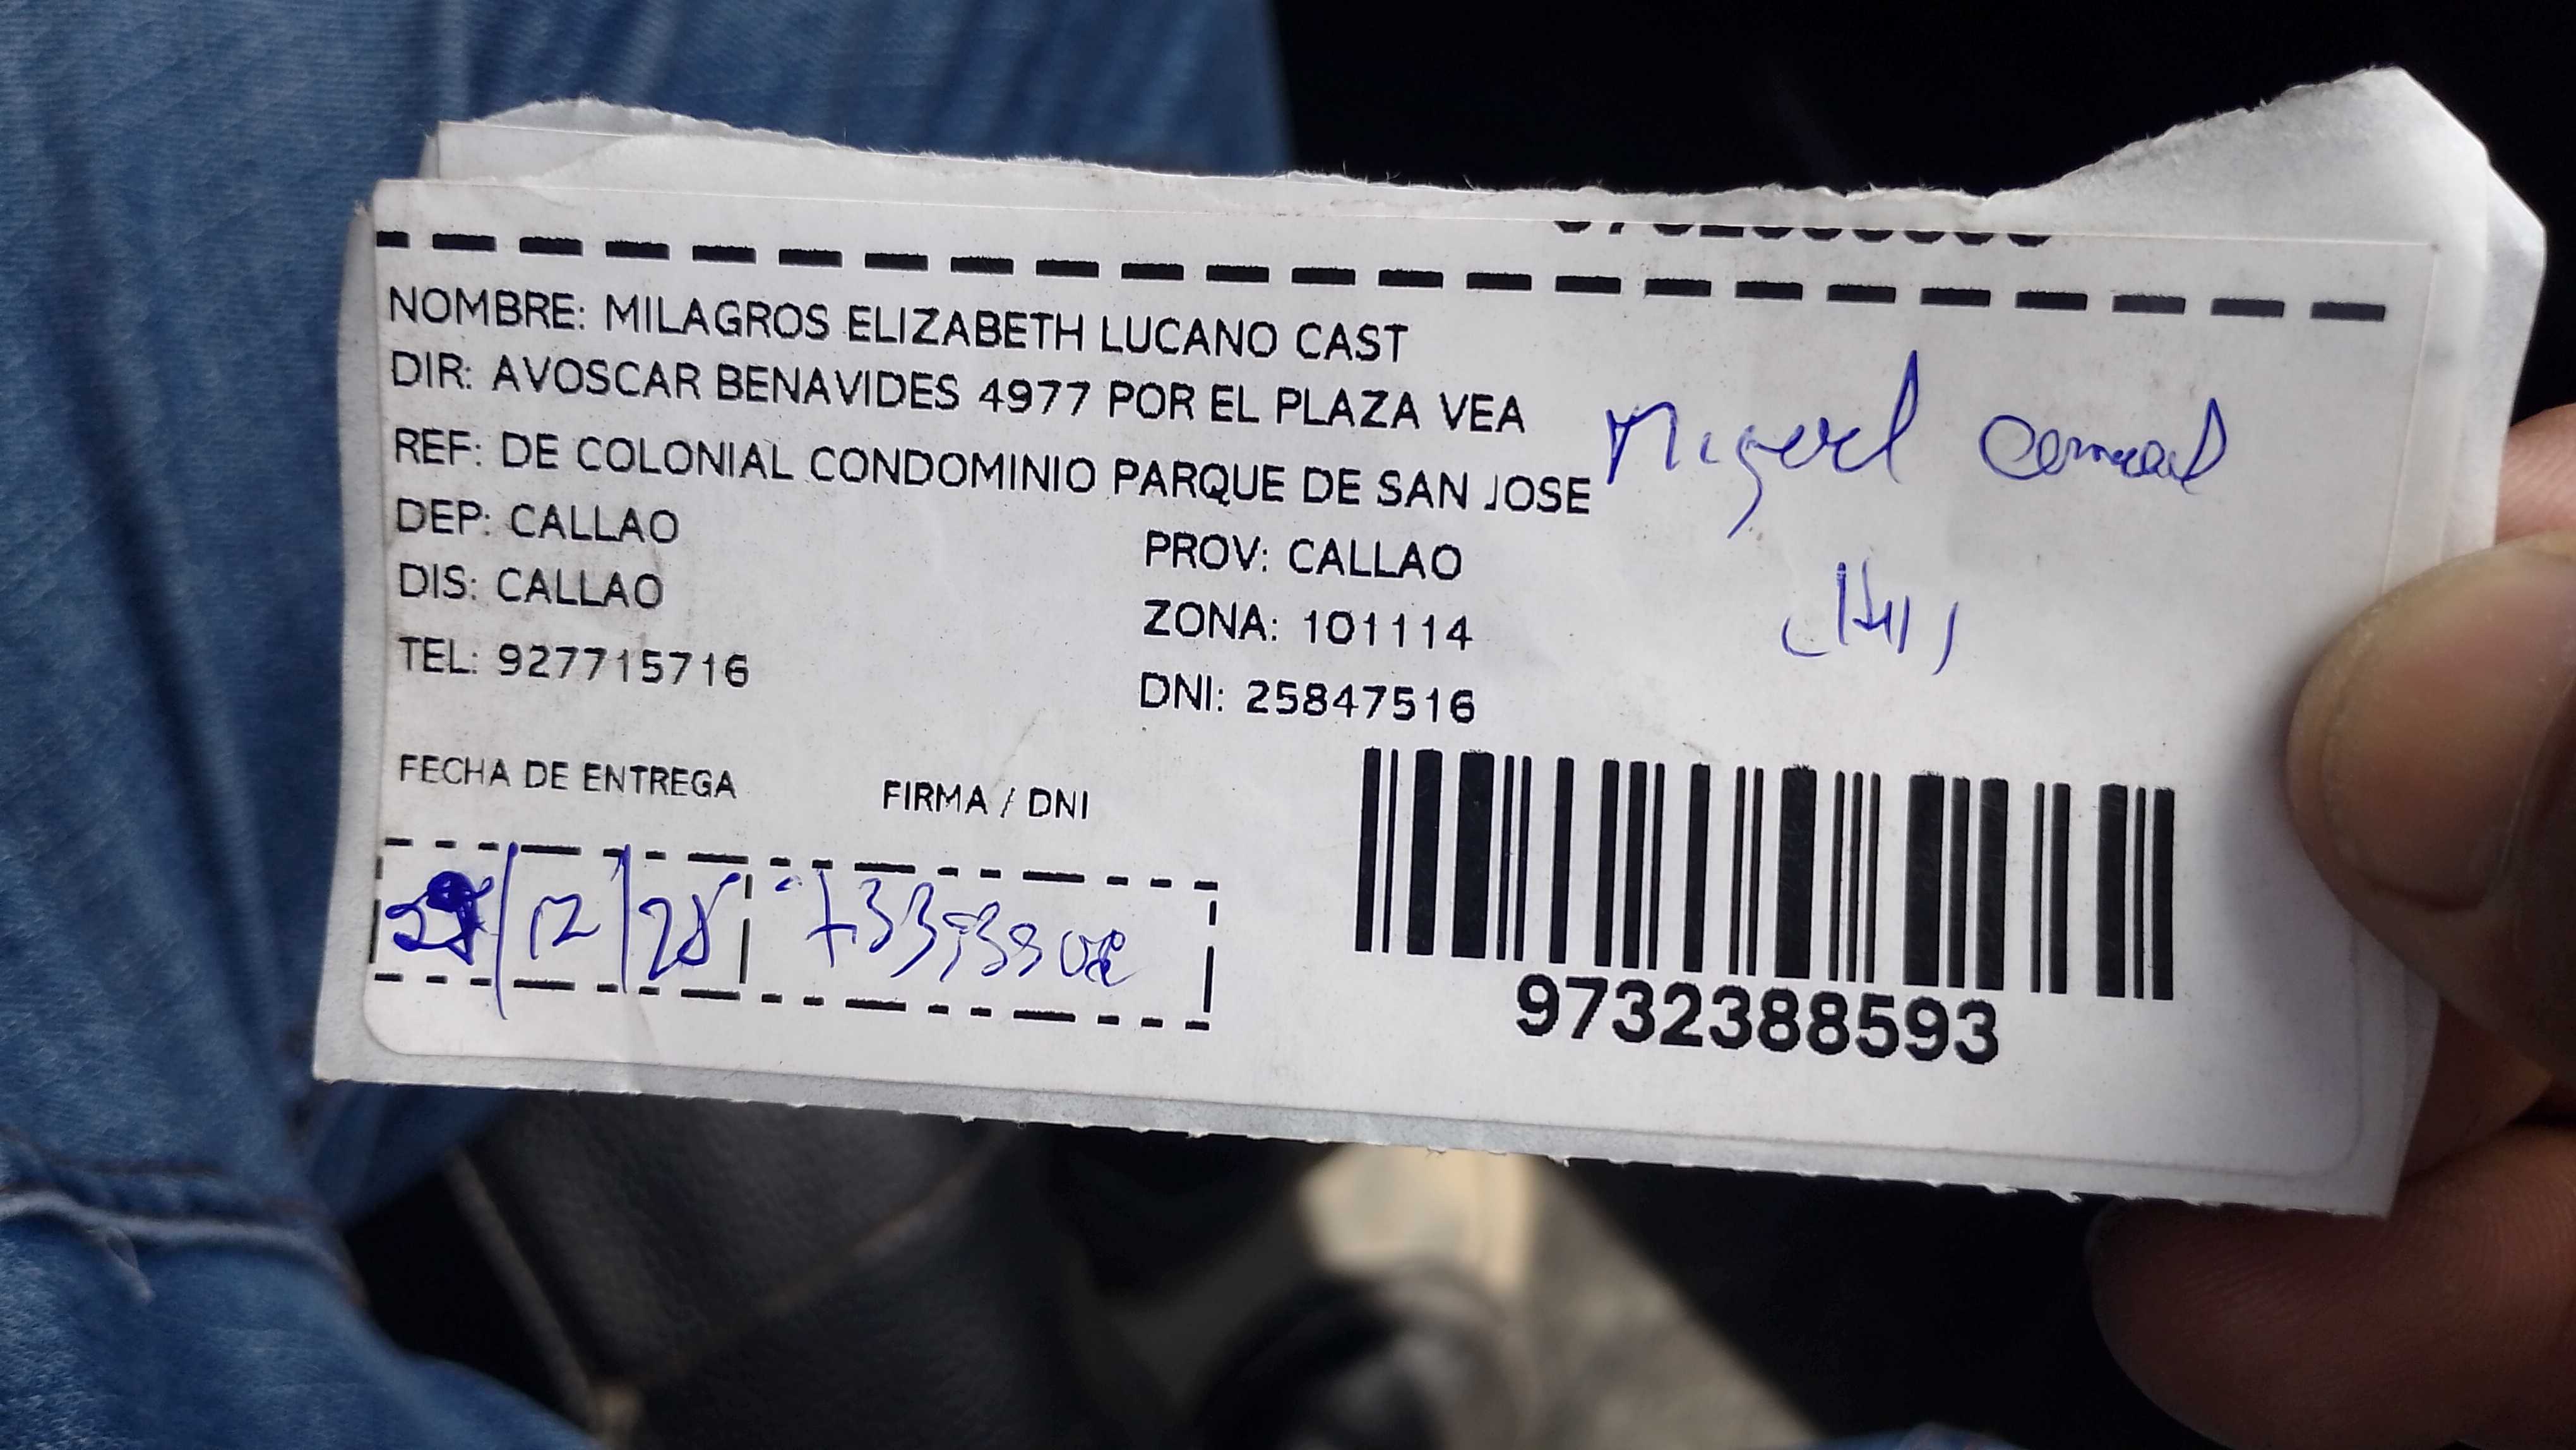 NOMBRE: MILAGROS ELIZABETH LUCANO CAST
DIR: AVOSCAR BENAVIDES 4977 POR EL PLAZA VEA
REF: DE COLONIAL CONDOMINIO PARQUE DE SAN JOSE
DEP: CALLAO
PROV: CALLAO
DIS: CALLAO
ZONA: 101114
TEL: 927715716
DNI: 25847516
Miguel
FECHA DE ENTREGA
FIRMA / DNI
9732388593